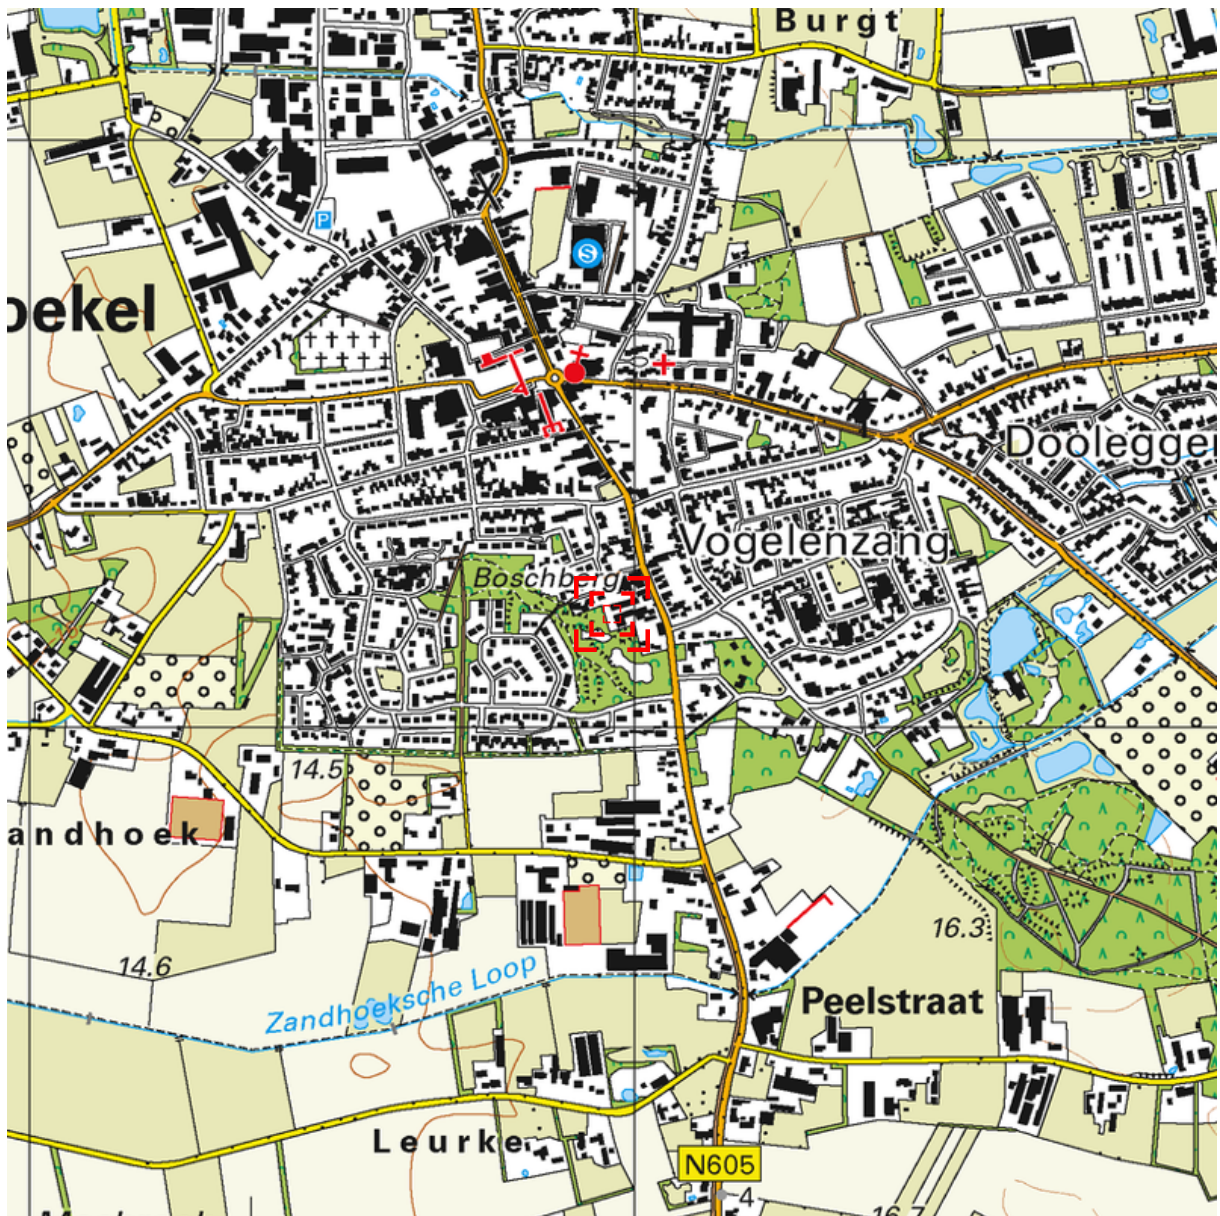 Burgt
P
S
oekel
Dooleggen
Vogelenzang
Boschberg
14.5
andhoek
16.3
14.6
Zandhoeksche Loop
Peelstraat
Leurke
N605
4
16.7